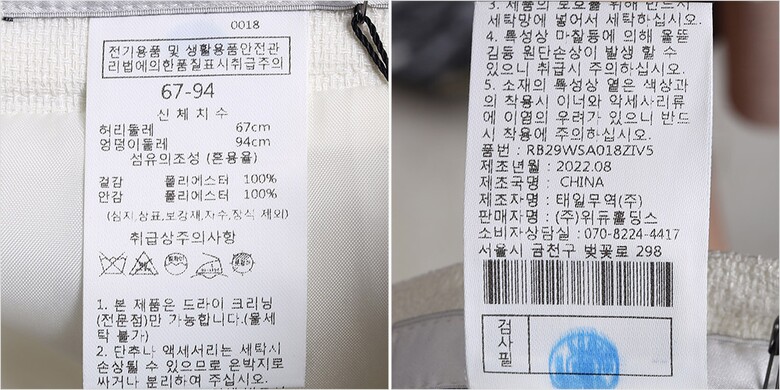 0018
전기용품 및 생활용품안전관
리법에의한품질표시취급주의
67-94
신 체 치 수
허리둘레 67cm
엉덩이둘레 94cm
섬유의조성 (혼용율)
겉감 폴리에스터 100%
안감 폴리에스터 100%
(심지,상표,보강재,자수,장식 제외)
취급상주의사항
1. 본 제품은 드라이 크리닝
(전문점)만 가능합니다.(물세
탁 불가)
2. 단추나 액세서리는 세탁시
손상될 수 있으므로 은박지로
싸거나 분리하여 주십시오.
3. 제품의 보호를 위해 반드시
세탁망에 넣어서 세탁하십시오.
4. 특성상 마찰등에 의해 올뜯
김등 원단손상이 발생 할 수
있으니 취급시 주의하십시오.
5. 소재의 특성상 옅은 색상과
의 착용시 이너와 악세사리류
에 이염의 우려가 있으니 반드
시 착용에 주의하십시오.
품번 : RB29WSA018ZIV5
제조년월 : 2022.08
제조국명 : CHINA
제조자명 : 태일무역(주)
판매자명 : (주)위듀홀딩스
소비자상담실 : 070-8224-4417
서울시 금천구 벚꽃로 298
검사필